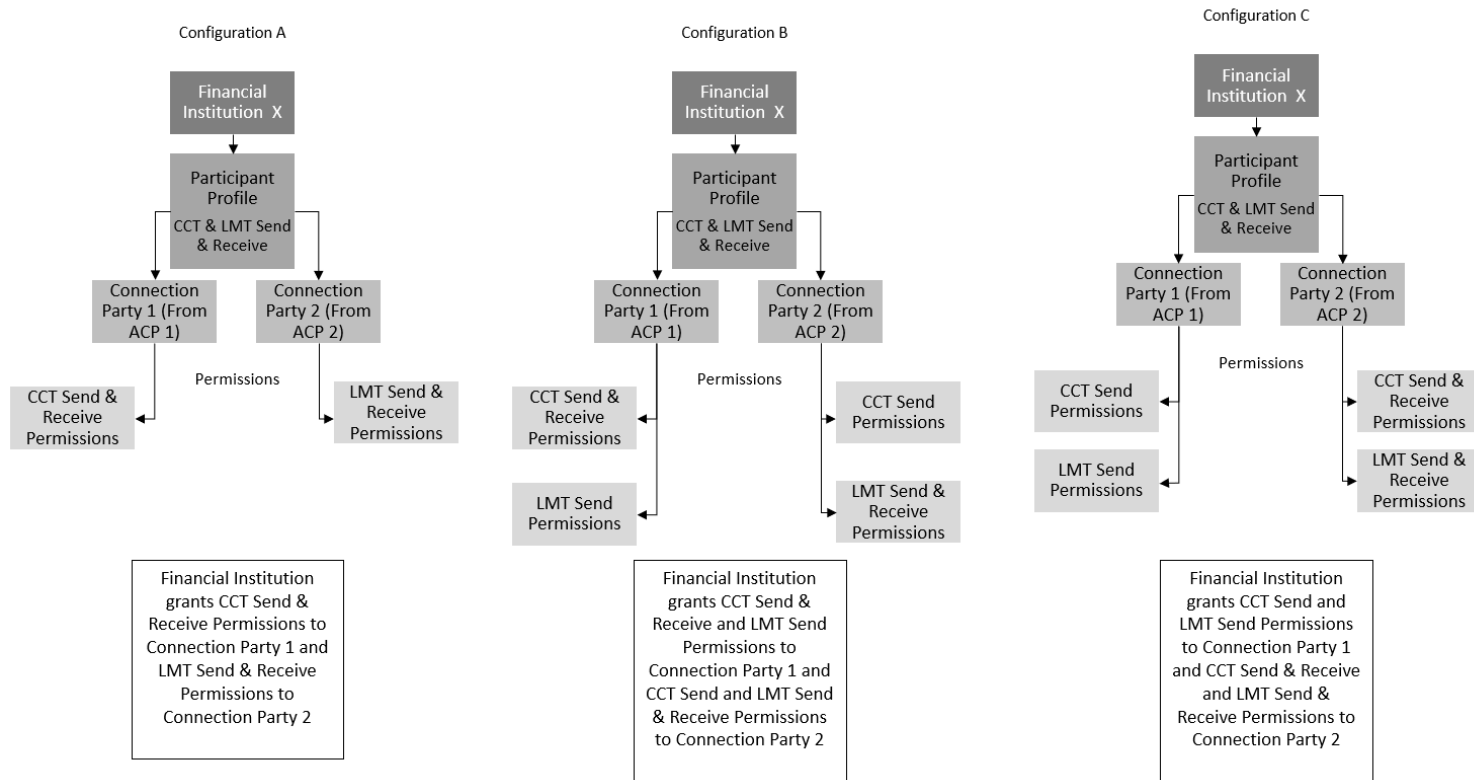 Configuration A
Financial
Institution X
Participant
Profile
CCT & LMT Send
& Receive
Connection
Party 1 (From
ACP 1)
Connection
Party 2 (From
ACP 2)
Permissions
CCT Send &
Receive
Permissions
LMT Send &
Receive
Permissions
Financial Institution
grants CCT Send &
Receive Permissions to
Connection Party 1 and
LMT Send & Receive
Permissions to
Connection Party 2
Configuration B
Financial
Institution X
Participant
Profile
CCT & LMT Send
& Receive
Connection
Party 1 (From
ACP 1)
Connection
Party 2 (From
ACP 2)
Permissions
CCT Send &
Receive
Permissions
CCT Send
Permissions
LMT Send
Permissions
LMT Send &
Receive
Permissions
Financial Institution
grants CCT Send &
Receive and LMT Send
Permissions to
Connection Party 1 and
CCT Send and LMT Send
& Receive Permissions
to Connection Party 2
Configuration C
Financial
Institution X
Participant
Profile
CCT & LMT Send
& Receive
Connection
Party 1 (From
ACP 1)
Connection
Party 2 (From
ACP 2)
Permissions
CCT Send
Permissions
CCT Send &
Receive
Permissions
LMT Send
Permissions
LMT Send &
Receive
Permissions
Financial Institution
grants CCT Send and
LMT Send Permissions
to Connection Party 1
and CCT Send & Receive
and LMT Send &
Receive Permissions to
Connection Party 2